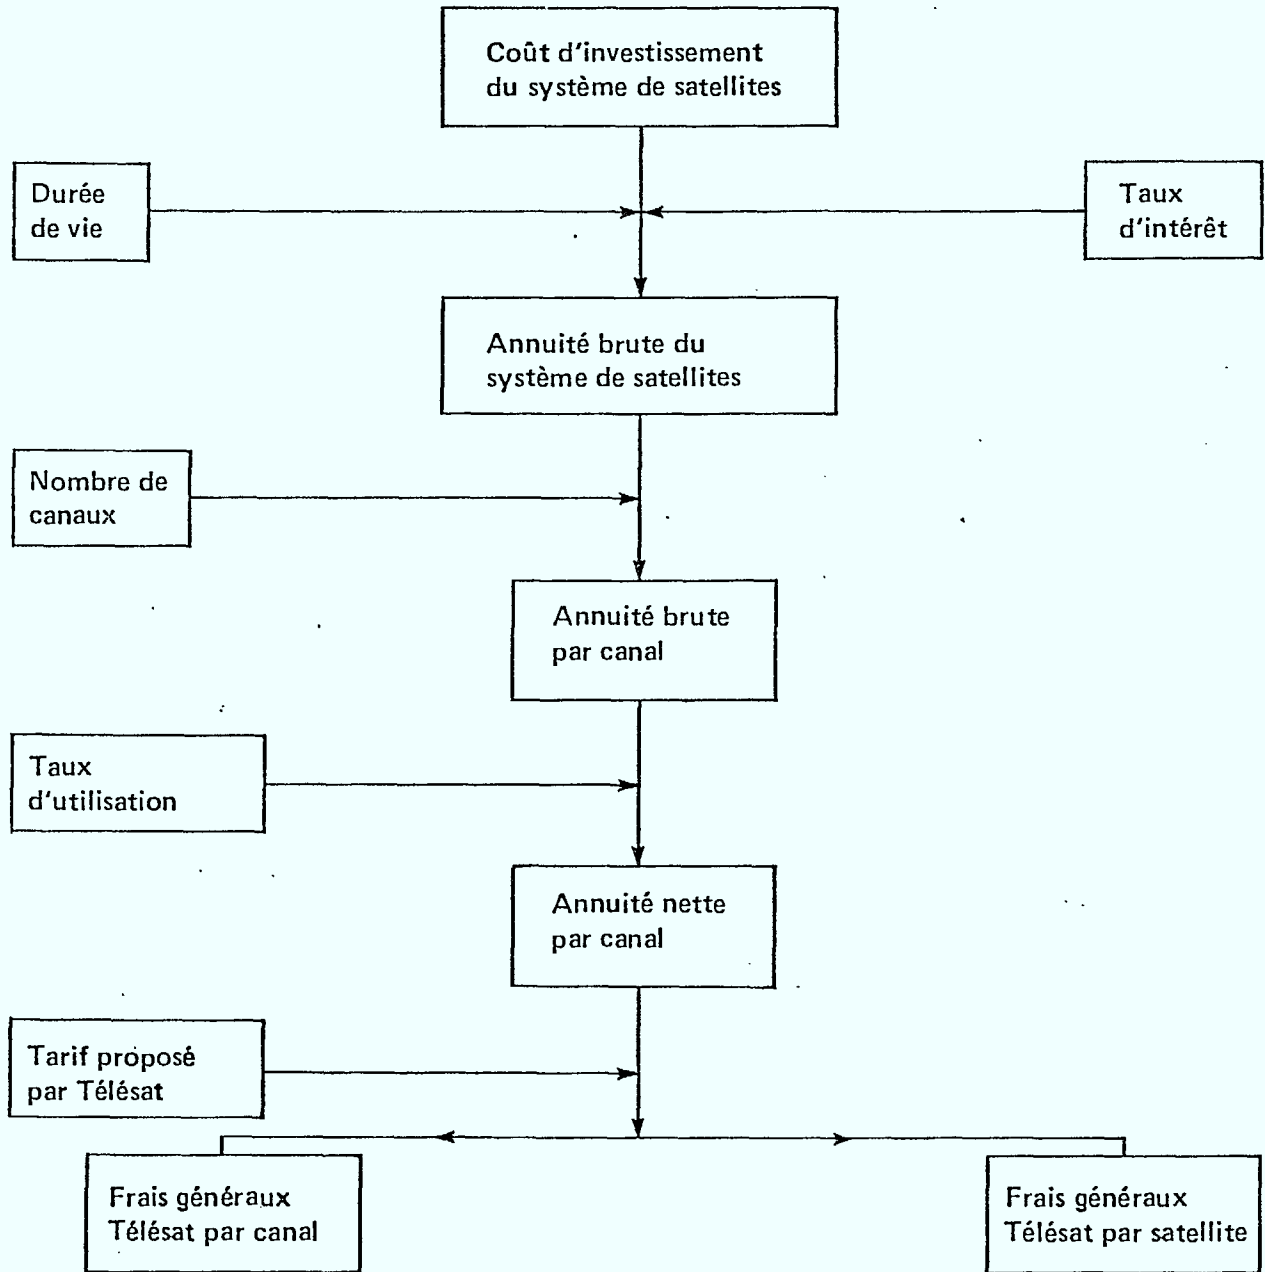 Coût d'investissement
du système de satellites
Durée
de vie
Taux
d'intérêt
Annuité brute du
système de satellites
Nombre de
canaux
Annuité brute
par canal
Taux
d'utilisation
Annuité nette
par canal
Tarif proposé
par Télésat
Frais généraux
Télésat par canal
Frais généraux
Télésat par satellite